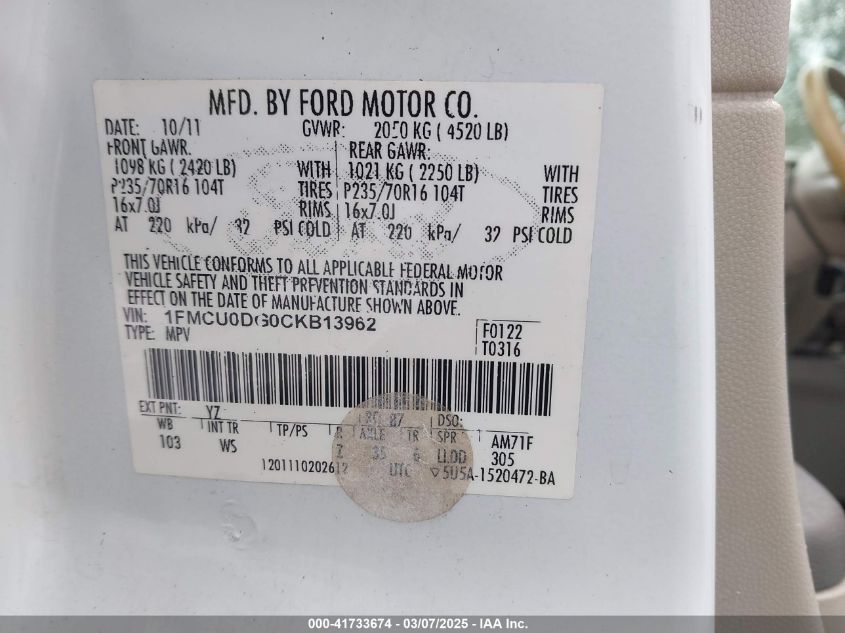 MFD. BY FORD MOTOR CO.
DATE: 10/11 GVWR: 2050 KG ( 4520 LB)
FRONT GAWR: REAR GAWR:
1098 KG ( 2420 LB) WITH 1021 KG ( 2250 LB) WITH
P235/70R16 104T TIRES P235/70R16 104T TIRES
16x7.0J RIMS 16x7.0J RIMS
AT 220 kPa/ 32 PSI COLD AT 220 kPa/ 32 PSI COLD
THIS VEHICLE CONFORMS TO ALL APPLICABLE FEDERAL MOTOR
VEHICLE SAFETY AND THEFT PREVENTION STANDARDS IN
EFFECT ON THE DATE OF MANUFACTURE SHOWN ABOVE.
VIN: 1FMCU0DG0CKB13962 F0122
TYPE: MPV T0316
EXT PNT: YZ RC: 87 DSO:
WB INT TR TP/PS R AXLE TR SPR AM71F
103 WS Z 35 6 LLDD 305
1201110202612 UTC ▽5U5A-1520472-BA
000-41733674 - 03/07/2025 - IAA Inc.